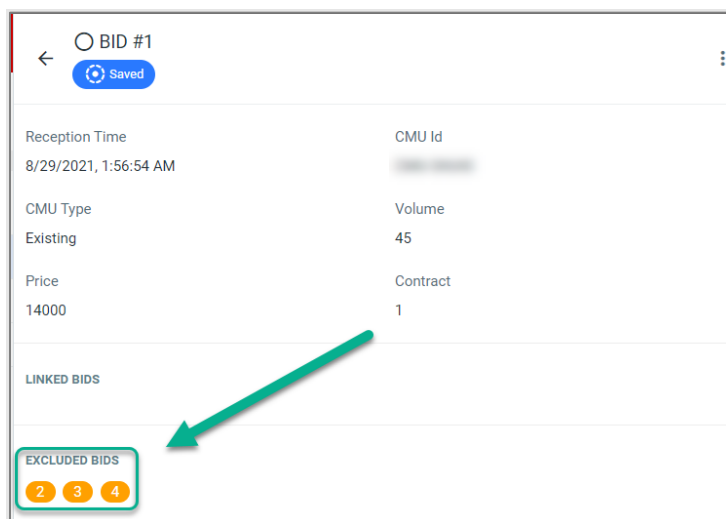 BID #1
Saved
Reception Time
CMU Id
8/29/2021, 1:56:54 AM
CMU Type
Volume
Existing
45
Price
Contract
14000
1
LINKED BIDS
EXCLUDED BIDS
2 3 4